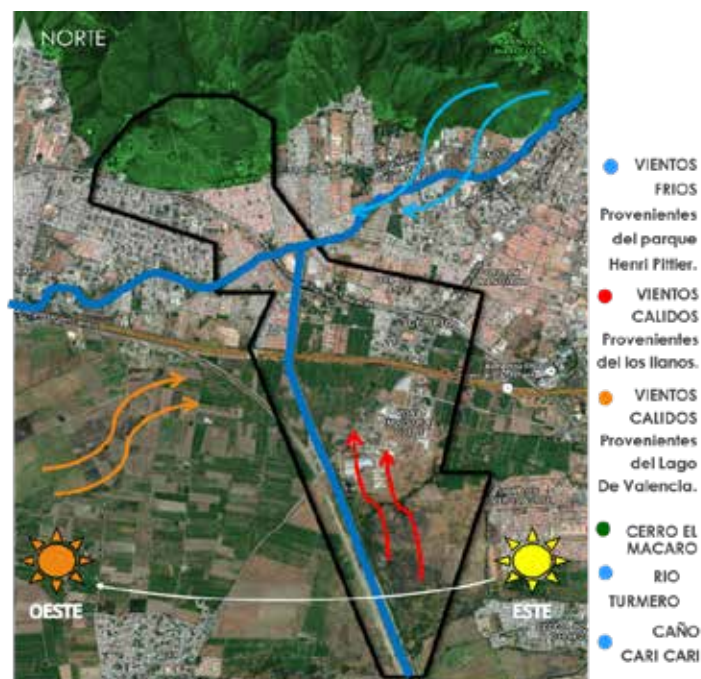 NORTE
OESTE
ESTE
VIENTOS
FRIOS
Provenientes
del parque
Henri Pittier.
VIENTOS
CALIDOS
Provenientes
del los llanos.
VIENTOS
CALIDOS
Provenientes
del Lago
De Valencia.
CERRO EL
MACARO
RIO
TURMERO
CAÑO
CARI CARI